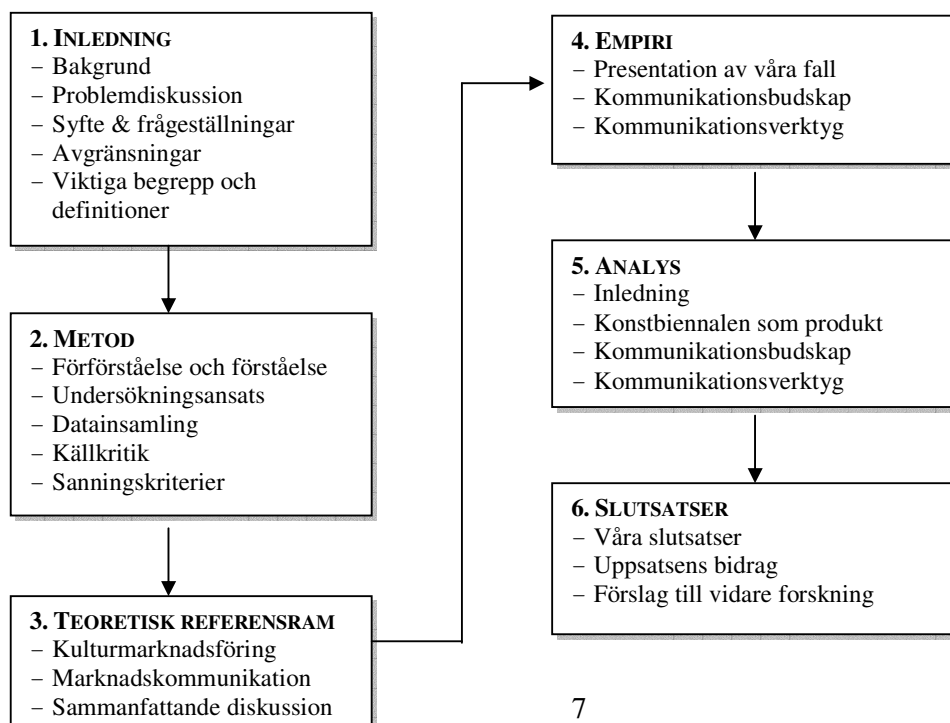 1. INLEDNING
– Bakgrund
– Problemdiskussion
– Syfte & frågeställningar
– Avgränsningar
– Viktiga begrepp och
definitioner
2. METOD
– Förförståelse och förståelse
– Undersökningsansats
– Datainsamling
– Källkritik
– Sanningskriterier
3. TEORETISK REFERENSRAM
– Kulturmarknadsföring
– Marknadskommunikation
– Sammanfattande diskussion
4. EMPIRI
– Presentation av våra fall
– Kommunikationsbudskap
– Kommunikationsverktyg
5. ANALYS
– Inledning
– Konstbiennalen som produkt
– Kommunikationsbudskap
– Kommunikationsverktyg
6. SLUTSATSER
– Våra slutsatser
– Uppsatsens bidrag
– Förslag till vidare forskning
7